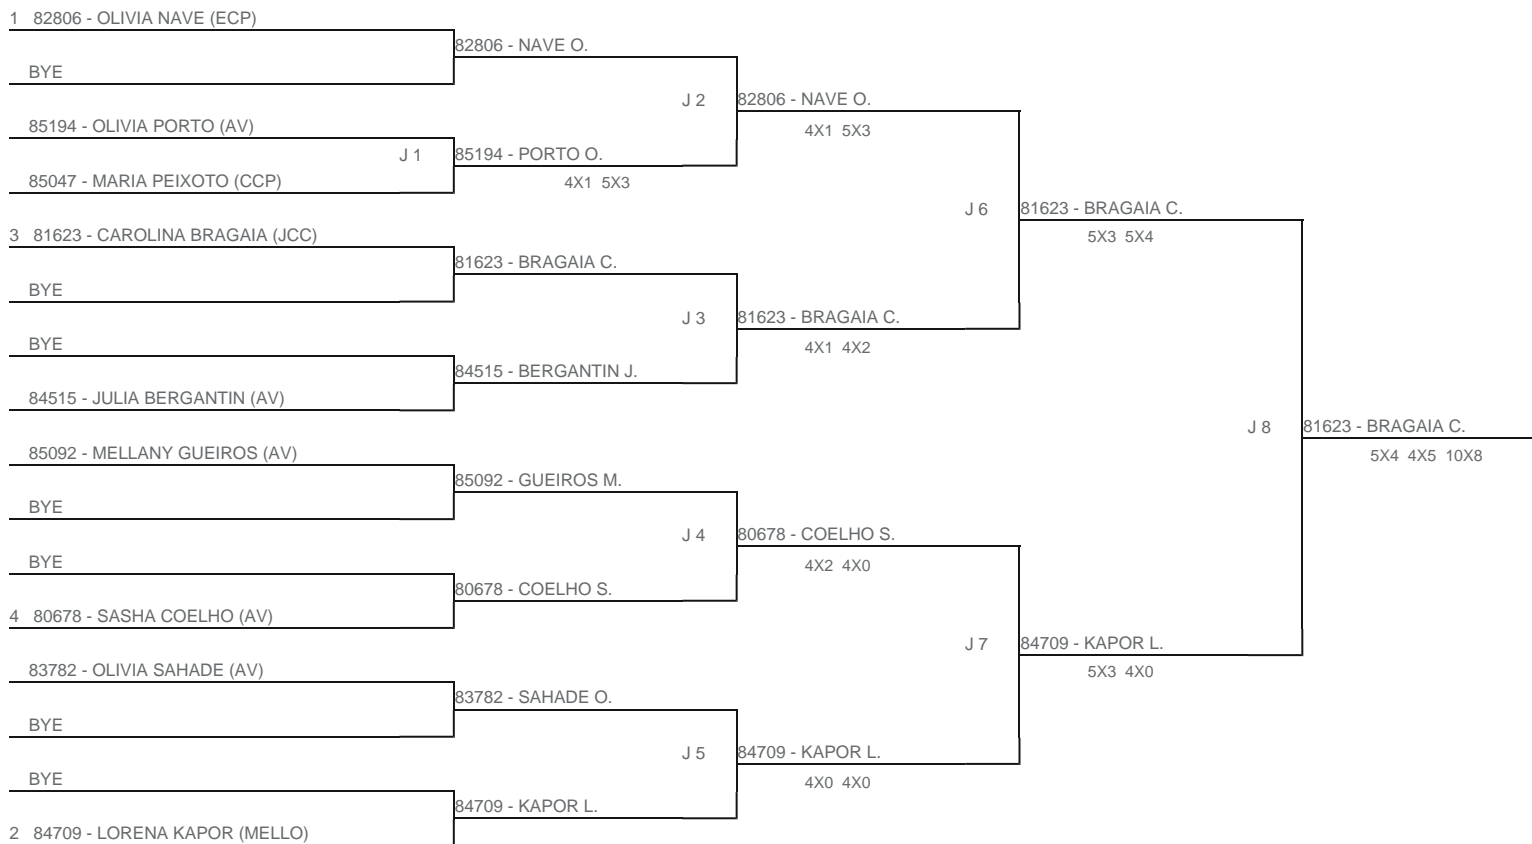 1 82806 - OLIVIA NAVE (ECP)
82806 - NAVE O.
BYE
J 2
82806 - NAVE O.
4X1 5X3
85194 - OLIVIA PORTO (AV)
J 1
85194 - PORTO O.
4X1 5X3
85047 - MARIA PEIXOTO (CCP)
J 6
81623 - BRAGAIA C.
5X3 5X4
3 81623 - CAROLINA BRAGAIA (JCC)
81623 - BRAGAIA C.
BYE
J 3
81623 - BRAGAIA C.
4X1 4X2
BYE
84515 - BERGANTIN J.
84515 - JULIA BERGANTIN (AV)
J 8
81623 - BRAGAIA C.
5X4 4X5 10X8
85092 - MELLANY GUEIROS (AV)
85092 - GUEIROS M.
BYE
J 4
80678 - COELHO S.
4X2 4X0
BYE
80678 - COELHO S.
4 80678 - SASHA COELHO (AV)
J 7
84709 - KAPOR L.
5X3 4X0
83782 - OLIVIA SAHADE (AV)
83782 - SAHADE O.
BYE
J 5
84709 - KAPOR L.
4X0 4X0
BYE
84709 - KAPOR L.
2 84709 - LORENA KAPOR (MELLO)